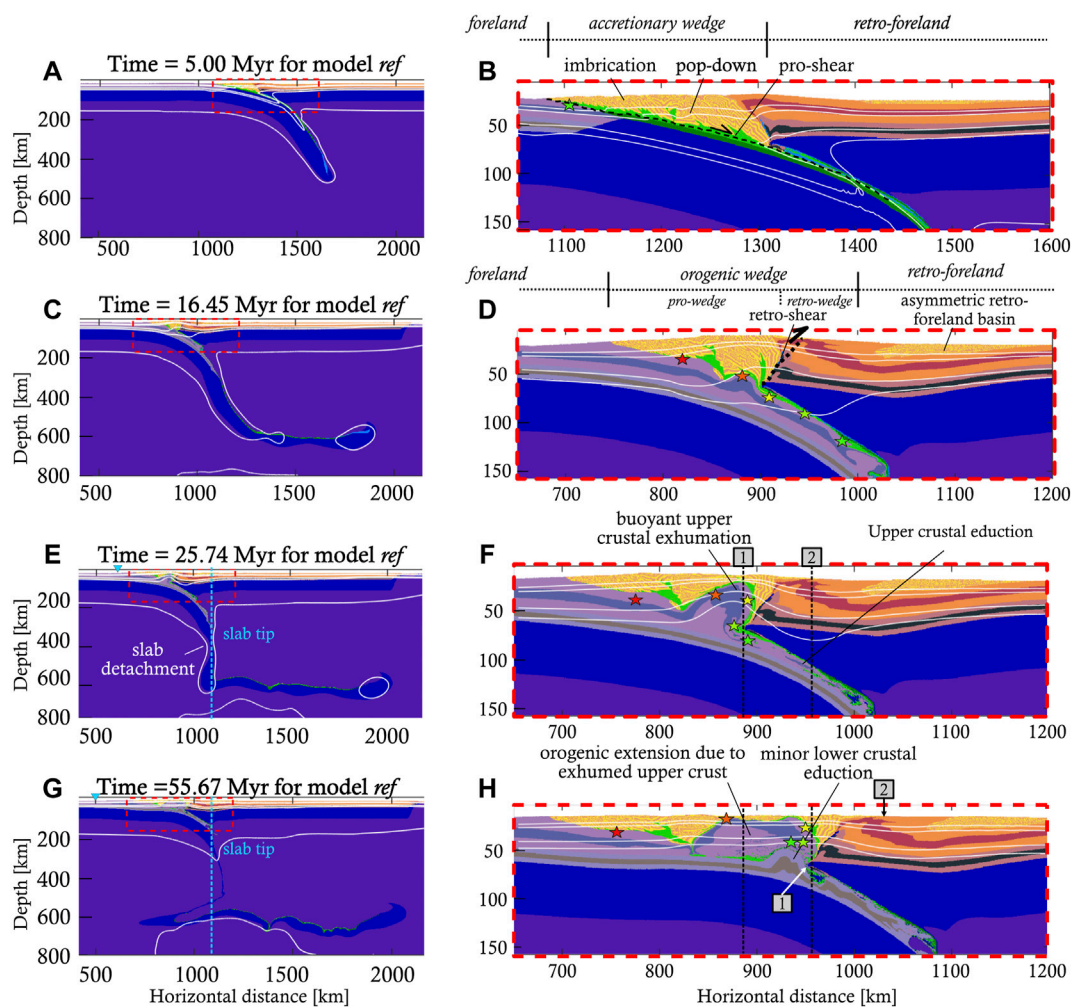 foreland accretionary wedge retro-foreland
A Time = 5.00 Myr for model ref
B imbrication pop-down pro-shear
Depth [km]
200
400
600
800
500 1000 1500 2000
50
100
150
1100 1200 1300 1400 1500 1600
foreland orogenic wedge retro-foreland
pro-wedge retro-wedge
C Time = 16.45 Myr for model ref
D retro-shear asymmetric retro-
foreland basin
Depth [km]
200
400
600
800
500 1000 1500 2000
50
100
150
700 800 900 1000 1100 1200
E Time = 25.74 Myr for model ref
F buoyant upper
crustal exhumation
1 2
Upper crustal eduction
Depth [km]
200
400
600
800
slab
detachment
slab tip
500 1000 1500 2000
50
100
150
700 800 900 1000 1100 1200
G Time =55.67 Myr for model ref
H orogenic extension due to
exhumed upper crust
minor lower crustal
eduction
2
1
Depth [km]
200
400
600
800
slab tip
500 1000 1500 2000
Horizontal distance [km]
50
100
150
700 800 900 1000 1100 1200
Horizontal distance [km]